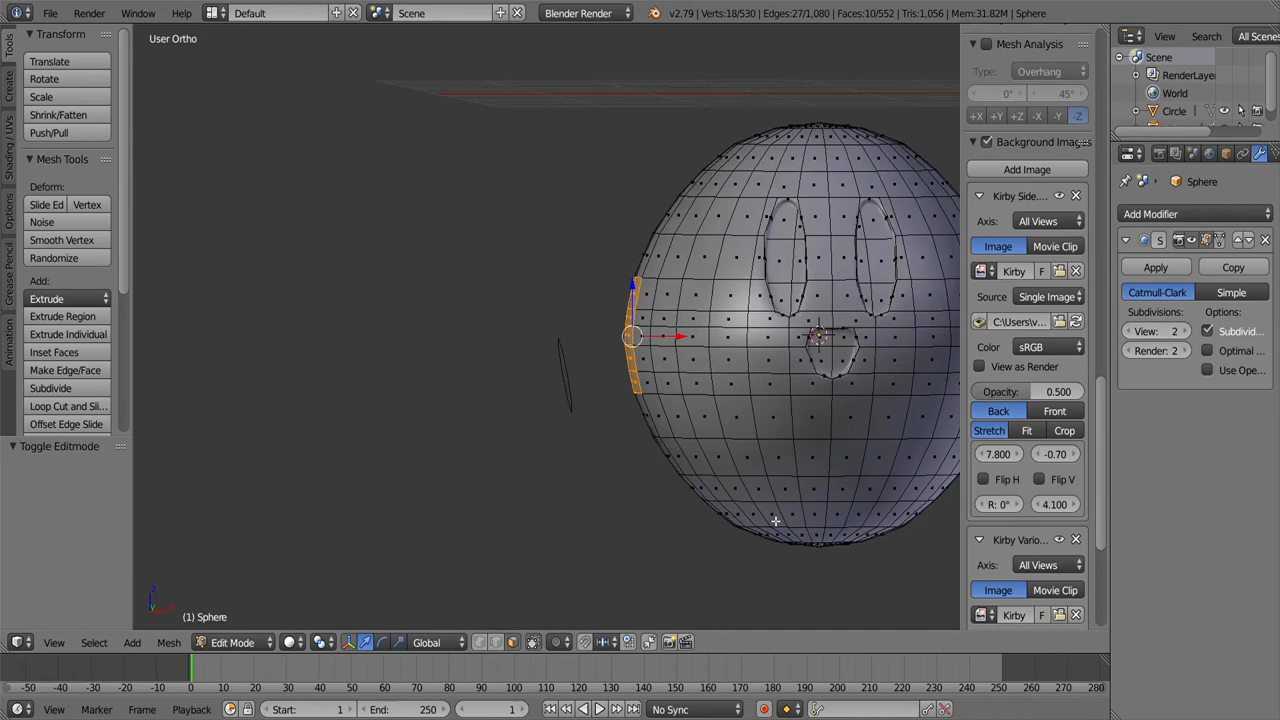 File Render Window Help Default Scene Blender Render v2.79 | Verts:18/530 | Edges:27/1,080 | Faces:10/552 | Tris:1,056 | Mem:31.82M | Sphere
Tools
Create
Shading / UVs
Options
Grease Pencil
Animation
Transform
Translate
Rotate
Scale
Shrink/Fatten
Push/Pull
Mesh Tools
Deform:
Slide Ed Vertex
Noise
Smooth Vertex
Randomize
Add:
Extrude
Extrude Region
Extrude Individual
Inset Faces
Make Edge/Face
Subdivide
Loop Cut and Sli...
Offset Edge Slide
Toggle Editmode
User Ortho
(1) Sphere
Mesh Analysis
Type: Overhang
0° 45°
+X +Y +Z -X -Y -Z
Background Images
Add Image
Kirby Side....
Axis: All Views
Image Movie Clip
Kirby F
Source Single Image
C:\Users\v...
Color sRGB
View as Render
Opacity: 0.500
Back Front
Stretch Fit Crop
7.800 -0.70
Flip H Flip V
R: 0° 4.100
Kirby Vario...
Axis: All Views
Image Movie Clip
Kirby F
View Search All Scenes
Scene
RenderLayer
World
Circle
Sphere
Add Modifier
S
Apply Copy
Catmull-Clark Simple
Subdivisions: Options:
View: 2 Subdivid...
Render: 2 Optimal ...
Use Ope...
View Select Add Mesh Edit Mode Global
-50 -40 -30 -20 -10 0 10 20 30 40 50 60 70 80 90 100 110 120 130 140 150 160 170 180 190 200 210 220 230 240 250 260 270 280
View Marker Frame Playback Start: 1 End: 250 1 No Sync